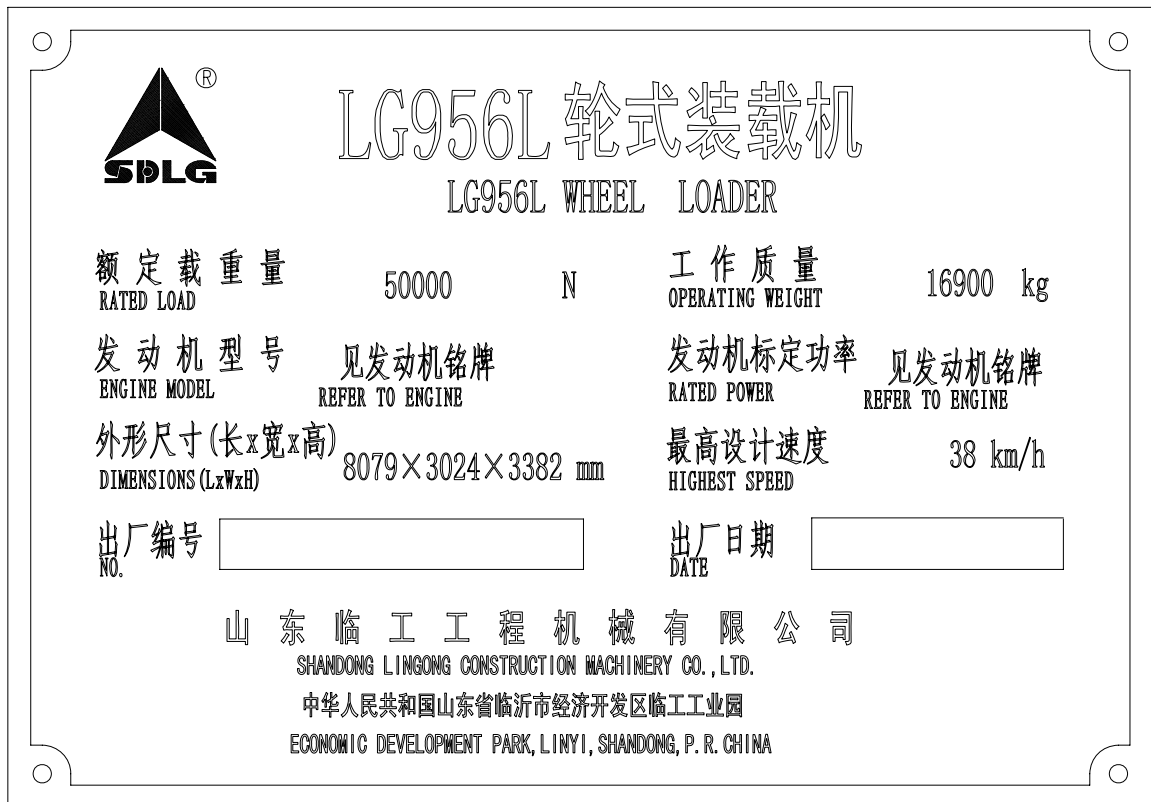 ®
SDLG
LG956L 轮式装载机
LG956L WHEEL LOADER
额定载重量 50000 N 工作质量 16900 kg
RATED LOAD OPERATING WEIGHT
发动机型号 见发动机铭牌 发动机标定功率 见发动机铭牌
ENGINE MODEL REFER TO ENGINE RATED POWER REFER TO ENGINE
外形尺寸(长x宽x高) 8079×3024×3382 mm 最高设计速度 38 km/h
DIMENSIONS(LxWxH) HIGHEST SPEED
出厂编号 出厂日期
NO. DATE
山东临工工程机械有限公司
SHANDONG LINGONG CONSTRUCTION MACHINERY CO.,LTD.
中华人民共和国山东省临沂市经济开发区临工工业园
ECONOMIC DEVELOPMENT PARK,LINYI,SHANDONG,P.R.CHINA